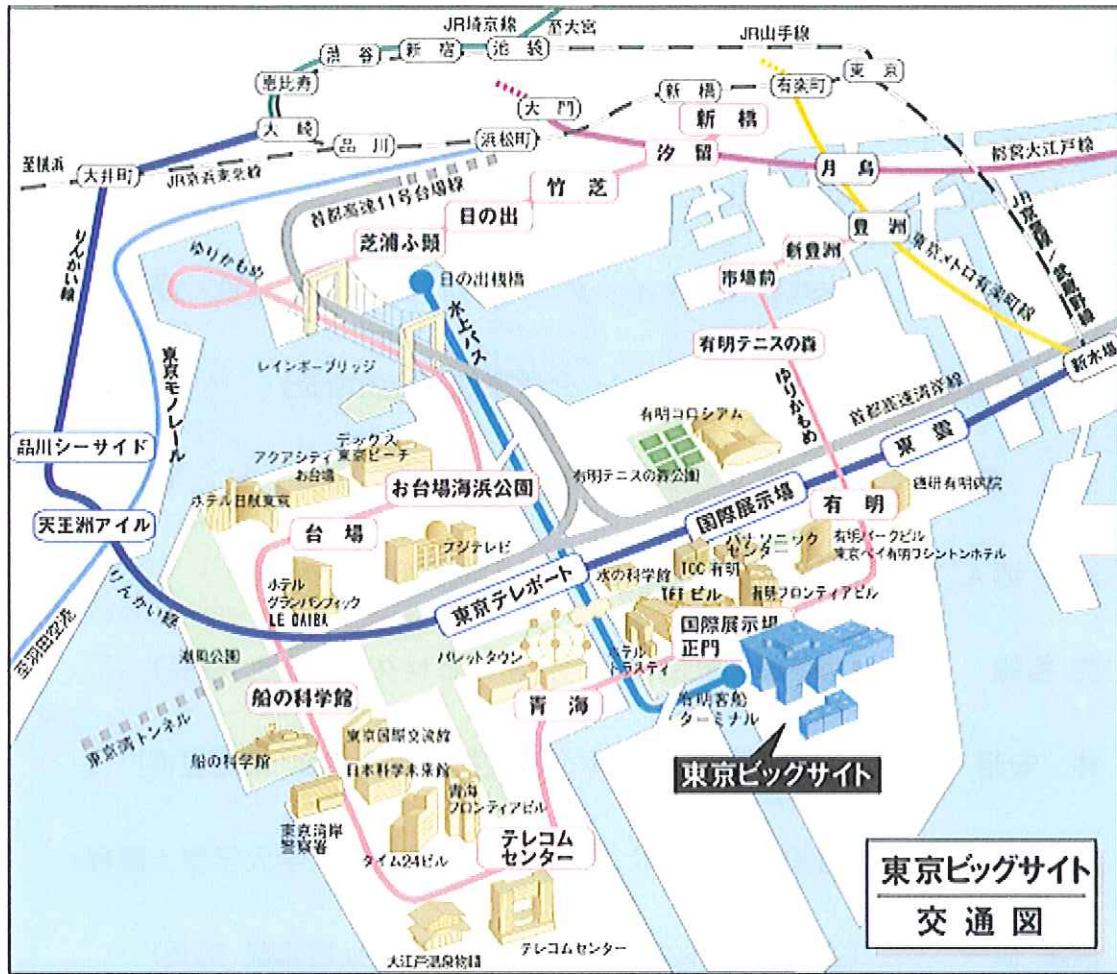 JR埼京線
至大宮
JR山手線
渋谷
新宿
池袋
恵比寿
大崎
品川
浜松町
大門
新橋
有楽町
東京
新橋
汐留
月島
都営大江戸線
至横浜
大井町
JR京浜東北線
竹芝
日の出
芝浦ふ頭
首都高速11号台場線
ゆりかもめ
りんかい線
東京モノレール
日の出桟橋
水上バス
レインボーブリッジ
豊洲
新豊洲
市場前
有明テニスの森
ゆりかもめ
東京メトロ有楽町線
JR京葉線/武蔵野線
新木場
首都高速湾岸線
東雲
有明コロシアム
有明テニスの森公園
デックス
東京ビーチ
アクアシティ
お台場
ホテル日航東京
お台場海浜公園
台場
フジテレビ
ホテル
グランパシフィック
LE DAIBA
品川シーサイド
天王洲アイル
りんかい線
至羽田空港
東京テレポート
国際展示場
有明
癌研有明病院
パナソニック
センター
有明パークビル
東京ベイ有明ワシントンホテル
水の科学館
TOC有明
TFTビル
有明フロンティアビル
国際展示場
正門
ホテル
トラスティ
パレットタウン
青海
有明客船
ターミナル
東京ビッグサイト
潮風公園
東京湾トンネル
船の科学館
船の科学館
東京国際交流館
日本科学未来館
青海
フロンティアビル
東京湾岸
警察署
タイム24ビル
テレコム
センター
大江戸温泉物語
テレコムセンター
東京ビッグサイト
交通図